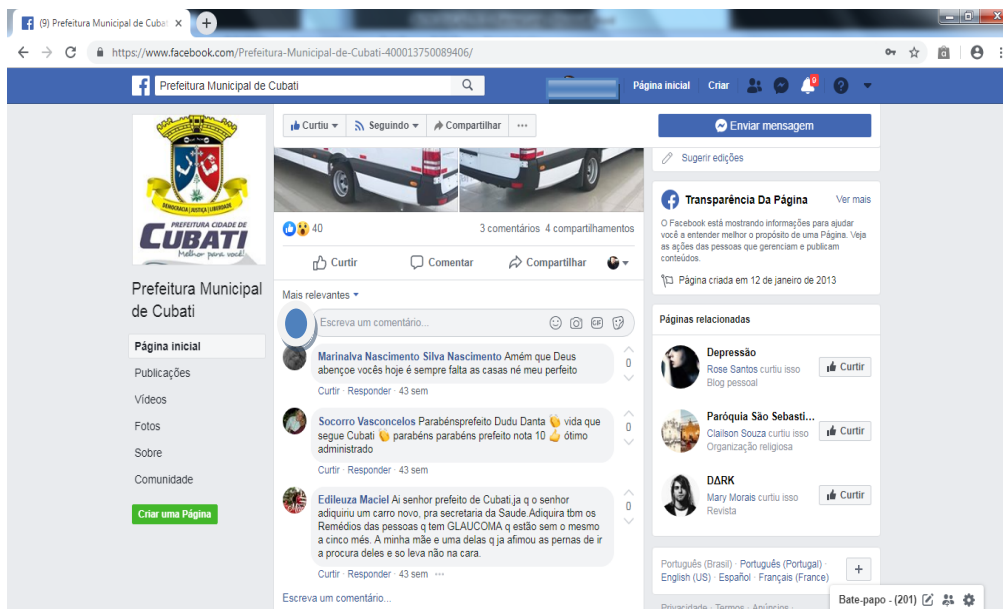 (9) Prefeitura Municipal de Cubat
https://www.facebook.com/Prefeitura-Municipal-de-Cubati-400013750089406/
Prefeitura Municipal de Cubati
Página inicial
Criar
9
DEMOCRACIA | JUSTIÇA | LIBERDADE
PREFEITURA CIDADE DE
CUBATI
Melhor para você!
Prefeitura Municipal
de Cubati
Página inicial
Publicações
Vídeos
Fotos
Sobre
Comunidade
Criar uma Página
Curtiu
Seguindo
Compartilhar
40
3 comentários 4 compartilhamentos
Curtir
Comentar
Compartilhar
Mais relevantes
Escreva um comentário...
GIF
Marinalva Nascimento Silva Nascimento Amém que Deus
abençoe vocês hoje é sempre falta as casas né meu perfeito
0
Curtir · Responder · 43 sem
Socorro Vasconcelos Parabénsprefeito Dudu Danta 👏 vida que
segue Cubati 👏 parabéns parabéns prefeito nota 10 👍 ótimo
administrado
0
Curtir · Responder · 43 sem
Edileuza Maciel Ai senhor prefeito de Cubati,ja q o senhor
adiquiriu um carro novo, pra secretaria da Saude.Adiquira tbm os
Remédios das pessoas q tem GLAUCOMA q estão sem o mesmo
a cinco més. A minha mãe e uma delas q ja afimou as pernas de ir
a procura deles e so leva não na cara.
0
Curtir · Responder · 43 sem ···
Escreva um comentário...
Enviar mensagem
Sugerir edições
Transparência Da Página
Ver mais
O Facebook está mostrando informações para ajudar
você a entender melhor o propósito de uma Página. Veja
as ações das pessoas que gerenciam e publicam
conteúdos.
Página criada em 12 de janeiro de 2013
Páginas relacionadas
Depressão
Rose Santos curtiu isso
Blog pessoal
Curtir
Paróquia São Sebasti...
Clailson Souza curtiu isso
Organização religiosa
Curtir
DΔRK
Mary Morais curtiu isso
Revista
Curtir
Português (Brasil) · Português (Portugal) ·
English (US) · Español · Français (France)
Privacidade · Termos · Anúncios ·
Bate-papo - (201)